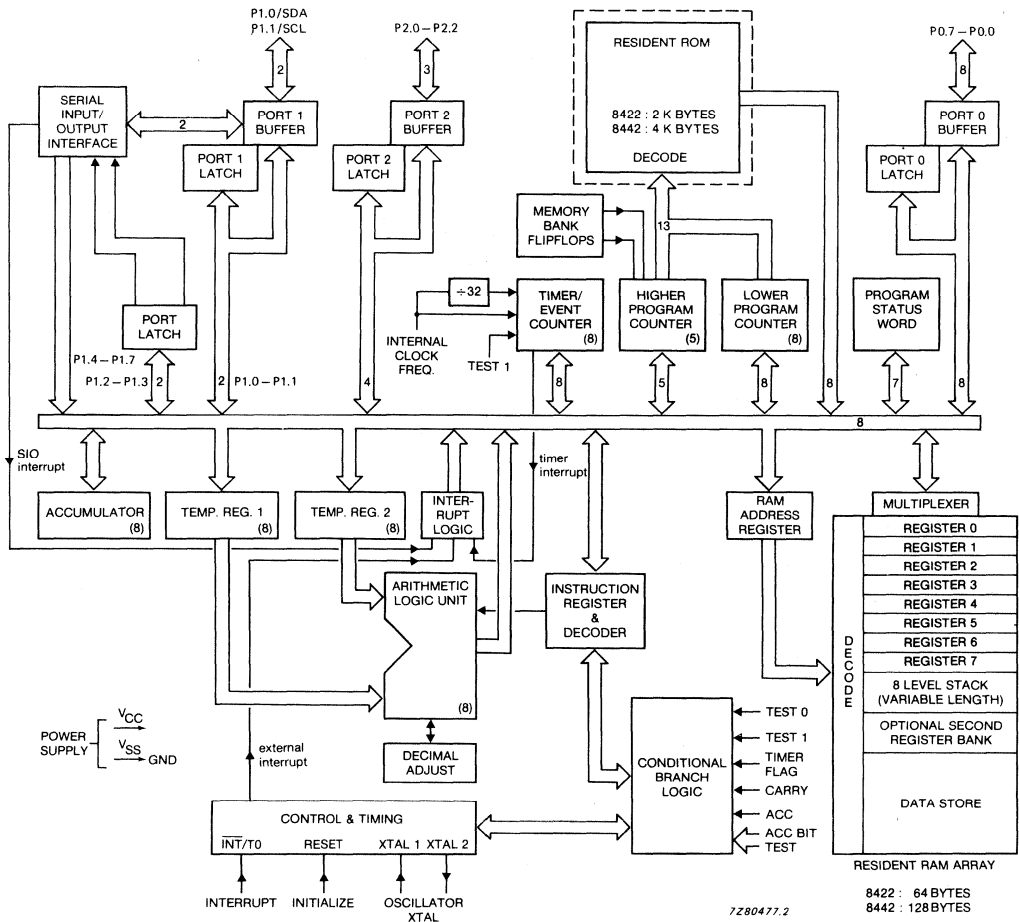 P1.0/SDA
P1.1/SCL
P2.0–P2.2
P0.7–P0.0
2
3
8
RESIDENT ROM
8422 : 2 K BYTES
8442 : 4 K BYTES
DECODE
SERIAL
INPUT/
OUTPUT
INTERFACE
2
PORT 1
BUFFER
PORT 1
LATCH
PORT 2
BUFFER
PORT 2
LATCH
PORT 0
BUFFER
PORT 0
LATCH
MEMORY
BANK
FLIPFLOPS
13
÷32
TIMER/
EVENT
COUNTER
(8)
HIGHER
PROGRAM
COUNTER
(5)
LOWER
PROGRAM
COUNTER
(8)
PROGRAM
STATUS
WORD
PORT
LATCH
INTERNAL
CLOCK
FREQ.
TEST 1
P1.4–P1.7
P1.2–P1.3
2
2
P1.0–P1.1
4
8
5
8
8
7
8
8
SIO
interrupt
timer
interrupt
ACCUMULATOR
(8)
TEMP. REG. 1
(8)
TEMP. REG. 2
(8)
INTER-
RUPT
LOGIC
RAM
ADDRESS
REGISTER
MULTIPLEXER
REGISTER 0
REGISTER 1
REGISTER 2
REGISTER 3
REGISTER 4
REGISTER 5
REGISTER 6
REGISTER 7
8 LEVEL STACK
(VARIABLE LENGTH)
OPTIONAL SECOND
REGISTER BANK
DATA STORE
DECODE
ARITHMETIC
LOGIC UNIT
(8)
INSTRUCTION
REGISTER
&
DECODER
DECIMAL
ADJUST
POWER
SUPPLY
VCC
VSS
GND
external
interrupt
CONDITIONAL
BRANCH
LOGIC
TEST 0
TEST 1
TIMER
FLAG
CARRY
ACC
ACC BIT
TEST
CONTROL & TIMING
INT/T0
RESET
XTAL 1
XTAL 2
INTERRUPT
INITIALIZE
OSCILLATOR
XTAL
RESIDENT RAM ARRAY
8422 : 64 BYTES
8442 : 128 BYTES
7Z80477.2